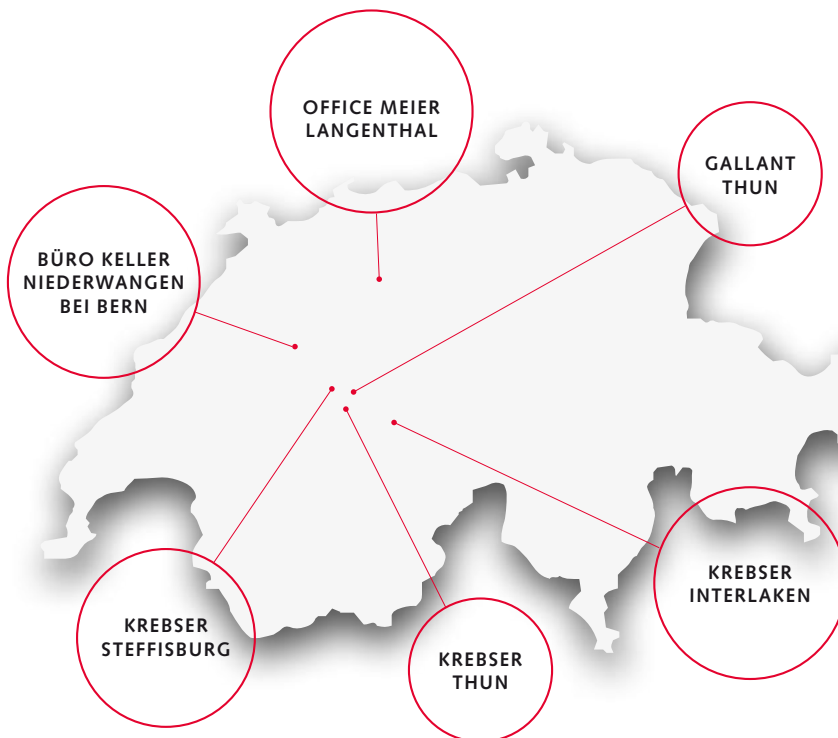 OFFICE MEIER
LANGENTHAL
GALLANT
THUN
BÜRO KELLER
NIEDERWANGEN
BEI BERN
KREBSER
INTERLAKEN
KREBSER
STEFFISBURG
KREBSER
THUN